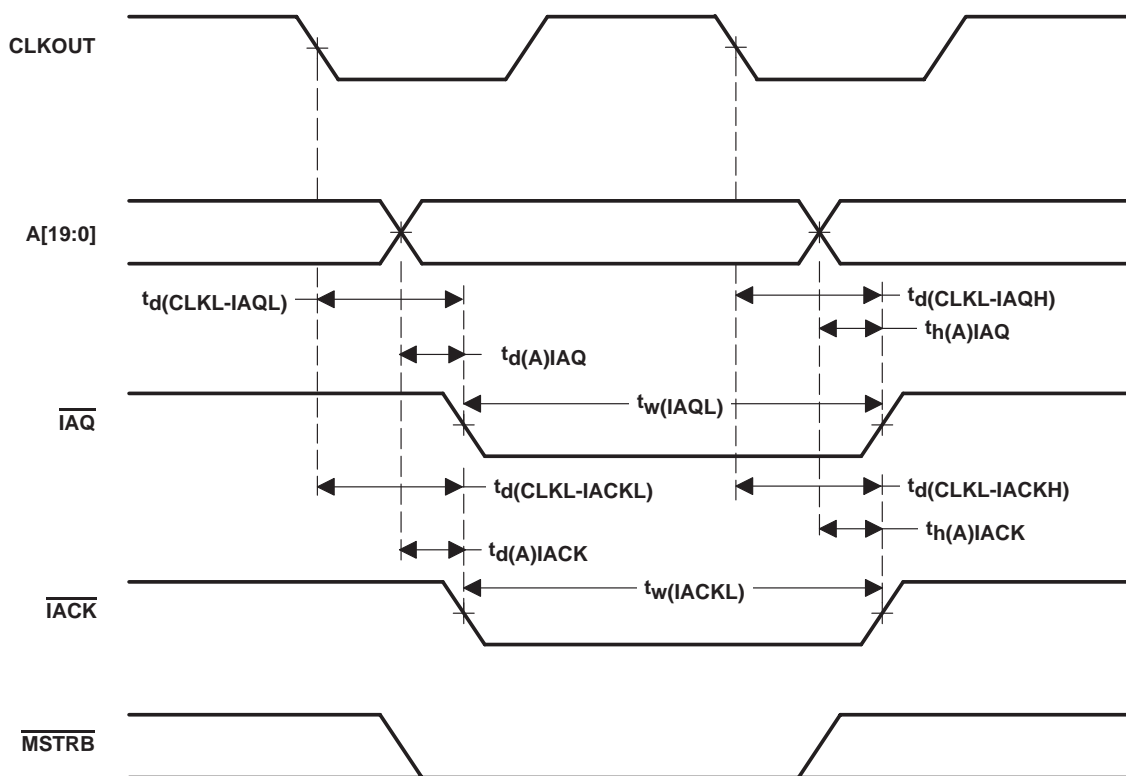 CLKOUT
A[19:0]
td(CLKL-IAQL)
td(CLKL-IAQH)
th(A)IAQ
td(A)IAQ
tw(IAQL)
IAQ
td(CLKL-IACKL)
td(CLKL-IACKH)
th(A)IACK
td(A)IACK
tw(IACKL)
IACK
MSTRB